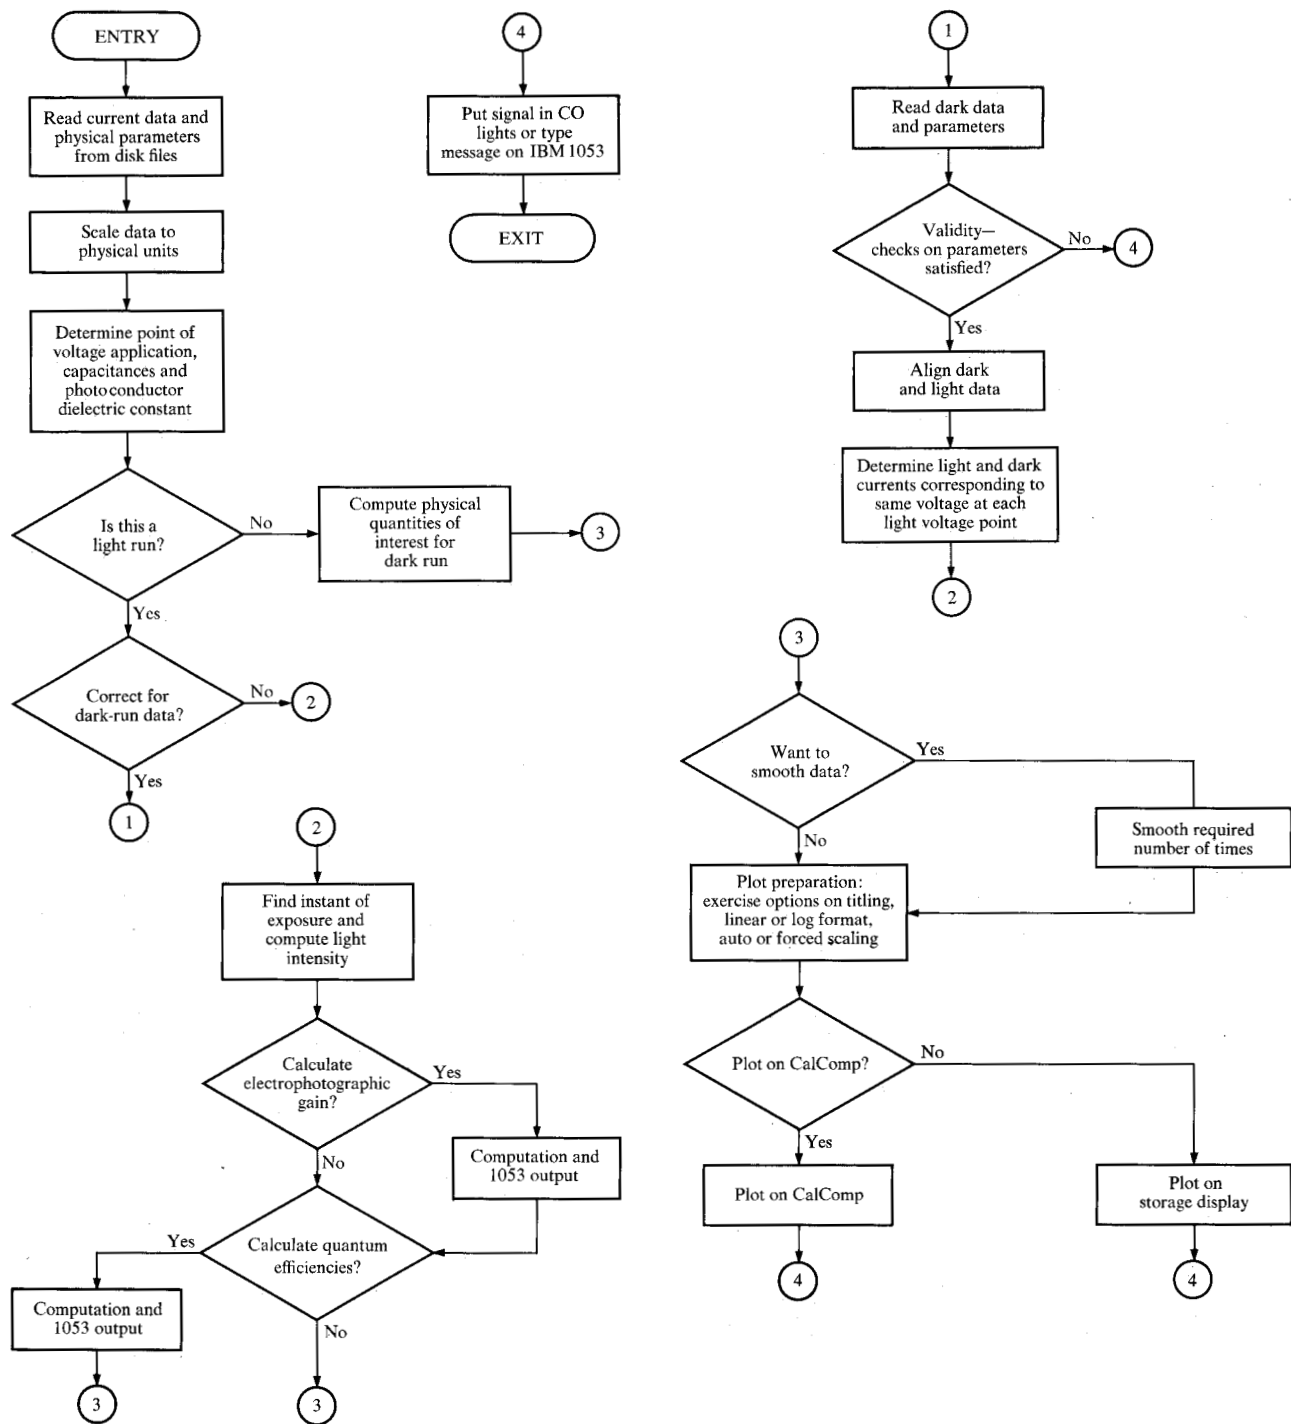 ENTRY
Read current data and
physical parameters
from disk files
Scale data to
physical units
Determine point of
voltage application,
capacitances and
photoconductor
dielectric constant
Is this a
light run?
No
Compute physical
quantities of
interest for
dark run
3
Yes
Correct for
dark-run data?
No
2
Yes
1
4
Put signal in CO
lights or type
message on IBM 1053
EXIT
2
Find instant of
exposure and
compute light
intensity
Calculate
electrophotographic
gain?
Yes
Computation and
1053 output
No
Calculate quantum
efficiencies?
Yes
Computation and
1053 output
3
No
3
1
Read dark data
and parameters
Validity—
checks on parameters
satisfied?
No
4
Yes
Align dark
and light data
Determine light and dark
currents corresponding to
same voltage at each
light voltage point
2
3
Want to
smooth data?
Yes
Smooth required
number of times
No
Plot preparation:
exercise options on titling,
linear or log format,
auto or forced scaling
Plot on CalComp?
No
Yes
Plot on CalComp
4
Plot on
storage display
4